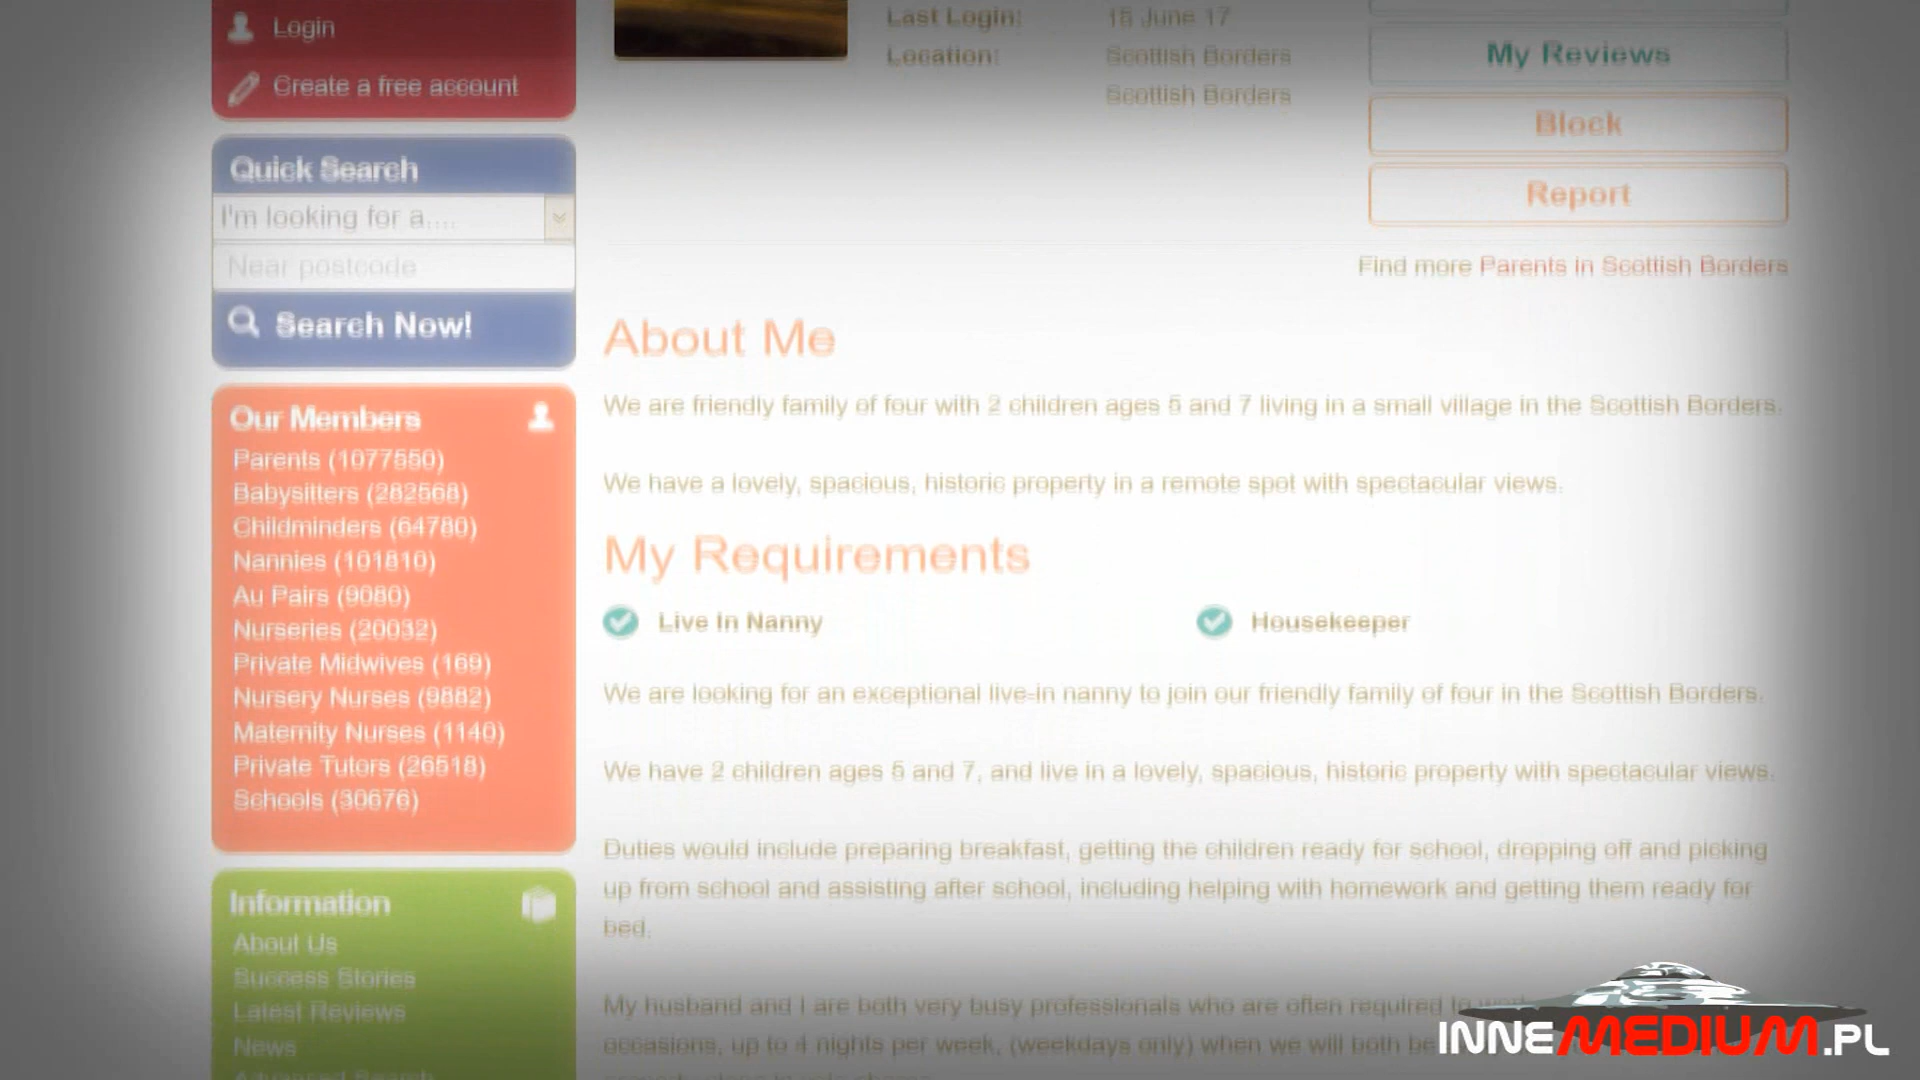 Login
Create a free account
Quick Search
I'm looking for a....
Near postcode
Search Now!
Our Members
Parents (1077550)
Babysitters (282568)
Childminders (64780)
Nannies (101810)
Au Pairs (9080)
Nurseries (20032)
Private Midwives (169)
Nursery Nurses (9882)
Maternity Nurses (1140)
Private Tutors (26518)
Schools (30676)
Information
About Us
Success Stories
Latest Reviews
News
Advanced Search
Last Login: 15 June 17
Location: Scottish Borders
Scottish Borders
My Reviews
Block
Report
Find more Parents in Scottish Borders
About Me
We are friendly family of four with 2 children ages 5 and 7 living in a small village in the Scottish Borders.
We have a lovely, spacious, historic property in a remote spot with spectacular views.
My Requirements
Live In Nanny
Housekeeper
We are looking for an exceptional live-in nanny to join our friendly family of four in the Scottish Borders.
We have 2 children ages 5 and 7, and live in a lovely, spacious, historic property with spectacular views.
Duties would include preparing breakfast, getting the children ready for school, dropping off and picking
up from school and assisting after school, including helping with homework and getting them ready for
bed.
My husband and I are both very busy professionals who are often required to
occasions, up to 4 nights per week, (weekdays only) when we will both
INNEMEDIUM.PL